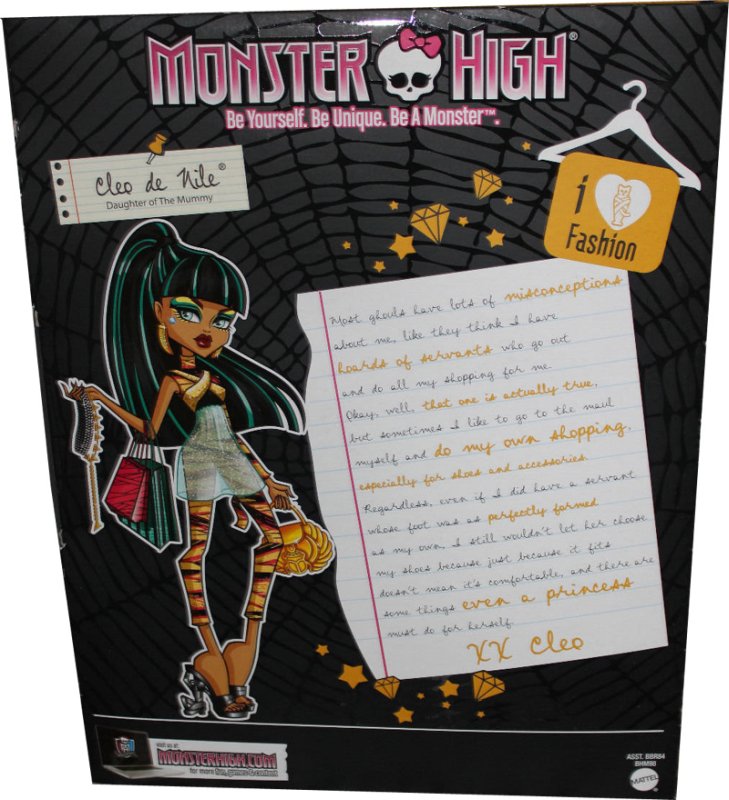 MONSTER HIGH®
Be Yourself. Be Unique. Be A Monster™.
Cleo de Nile®
Daughter of The Mummy
i
Fashion
Most ghouls have lots of misconceptions
about me, like they think I have
hoards of servants who go out
and do all my shopping for me.
Okay, well, that one is actually true,
but sometimes I like to go to the maul
myself and do my own shopping,
especially for shoes and accessories.
Regardless, even if I did have a servant
whose foot was as perfectly formed
as my own, I still wouldn't let her choose
my shoes because just because it fits
doesn't mean it's comfortable, and there are
some things even a princess
must do for herself.
XX Cleo
visit us at:
MONSTERHIGH.COM
for more fun, games & content
ASST. BBR84
BHM98
MATTEL®